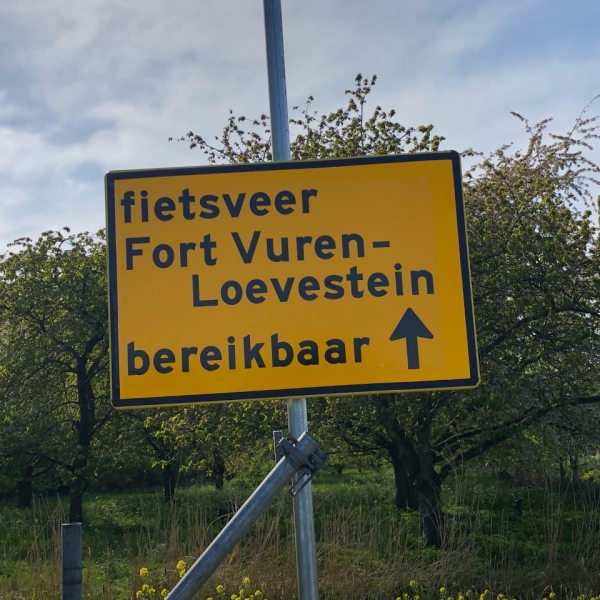 fietsveer
Fort Vuren-
Loevestein
bereikbaar